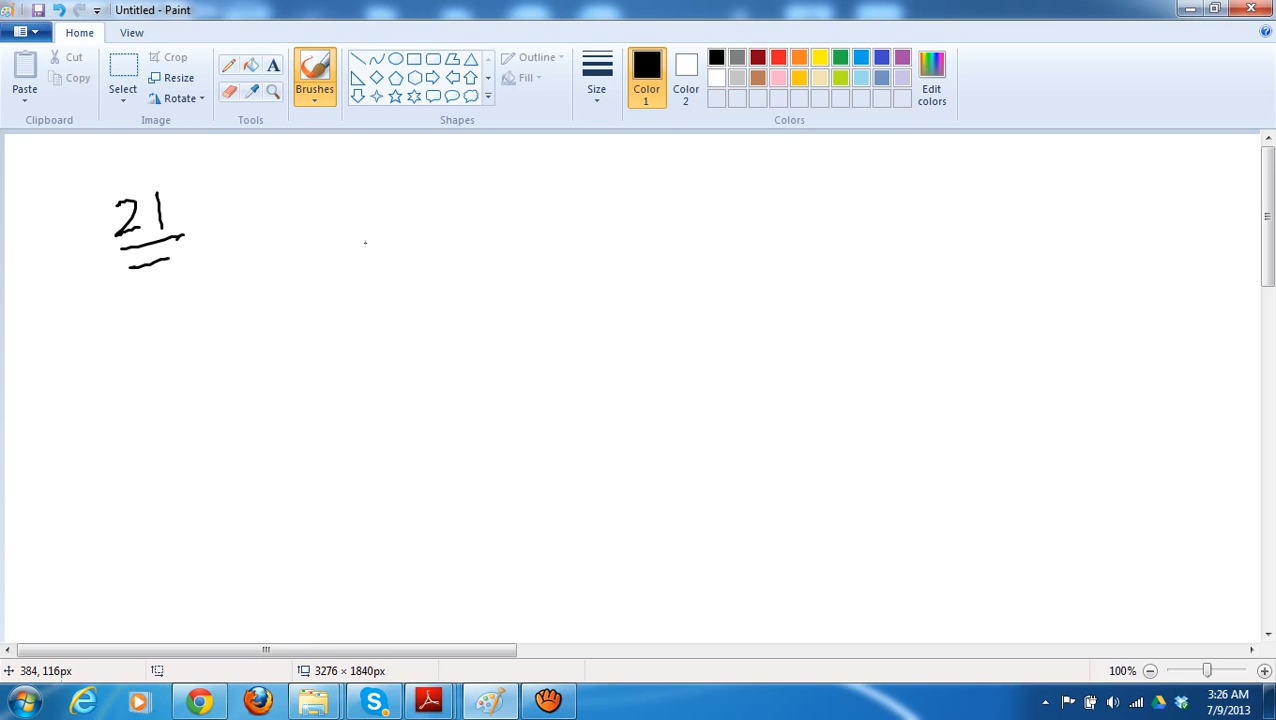 Untitled - Paint
Home View
Paste
Cut
Copy
Clipboard
Select
Crop
Resize
Rotate
Image
A
Tools
Brushes
Outline
Fill
Shapes
Size
Color 1
Color 2
Edit colors
Colors
21
384, 116px
3276 × 1840px
100%
3:26 AM
7/9/2013